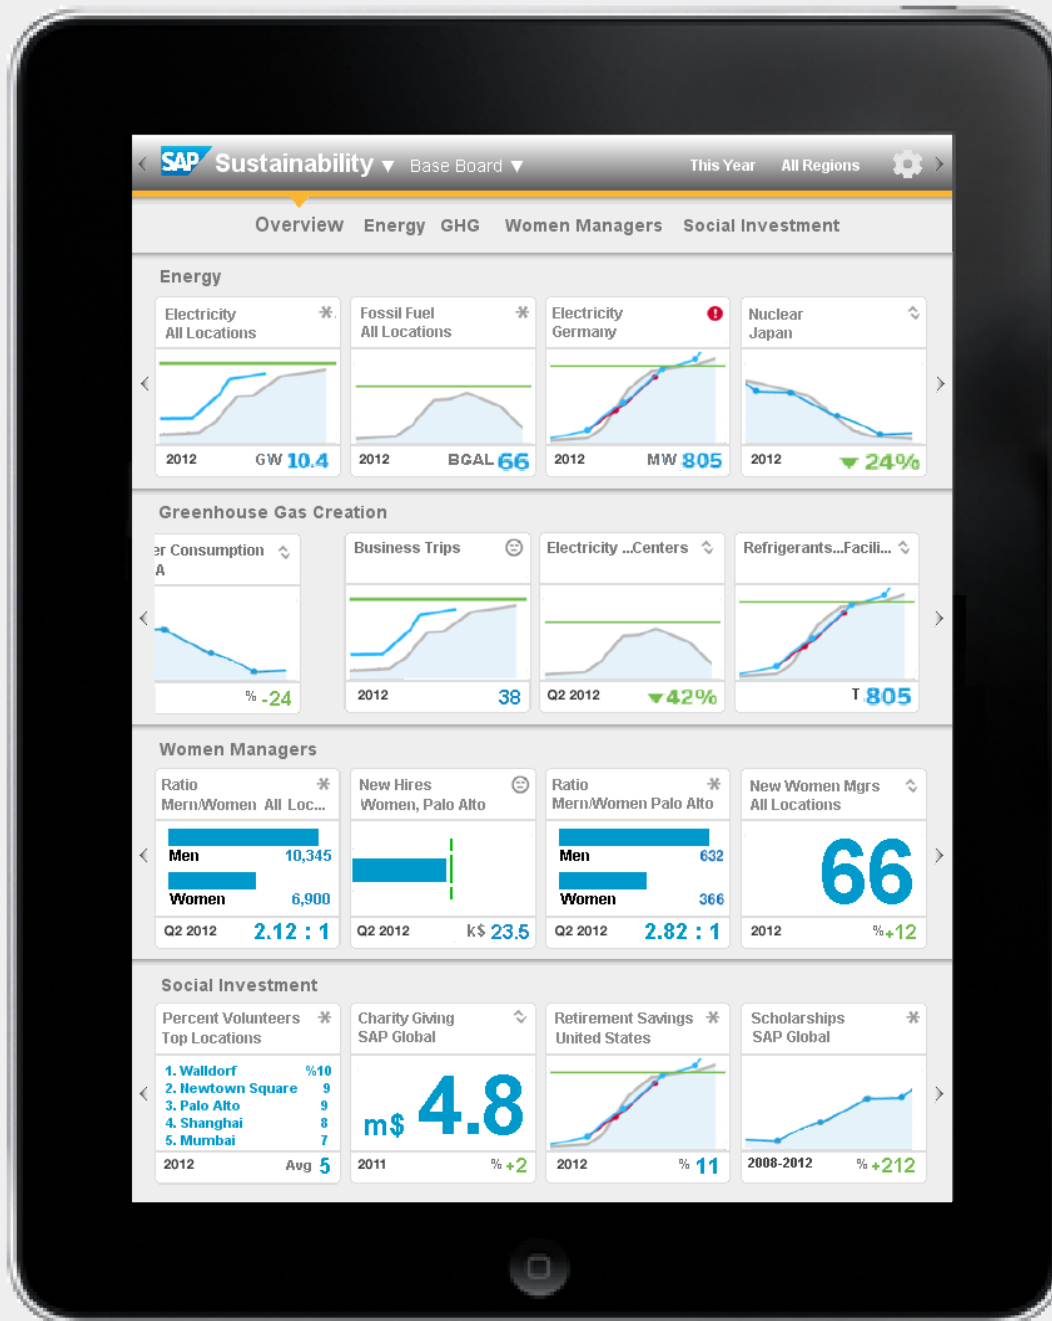 SAP Sustainability ▼ Base Board ▼ This Year All Regions
Overview Energy GHG Women Managers Social Investment
Energy
Electricity
All Locations
2012 GW 10.4
Fossil Fuel
All Locations
2012 BGAL 66
Electricity
Germany
2012 MW 805
Nuclear
Japan
2012 ▼ 24%
Greenhouse Gas Creation
er Consumption
A
% -24
Business Trips
2012 38
Electricity ...Centers
Q2 2012 ▼42%
Refrigerants...Facili...
T 805
Women Managers
Ratio
Mern/Women All Loc...
Men 10,345
Women 6,900
Q2 2012 2.12 : 1
New Hires
Women, Palo Alto
Q2 2012 k$ 23.5
Ratio
Mern/Women Palo Alto
Men 632
Women 366
Q2 2012 2.82 : 1
New Women Mgrs
All Locations
66
2012 %+12
Social Investment
Percent Volunteers
Top Locations
1. Walldorf %10
2. Newtown Square 9
3. Palo Alto 9
4. Shanghai 8
5. Mumbai 7
2012 Avg 5
Charity Giving
SAP Global
m$ 4.8
2011 % +2
Retirement Savings
United States
2012 % 11
Scholarships
SAP Global
2008-2012 % +212